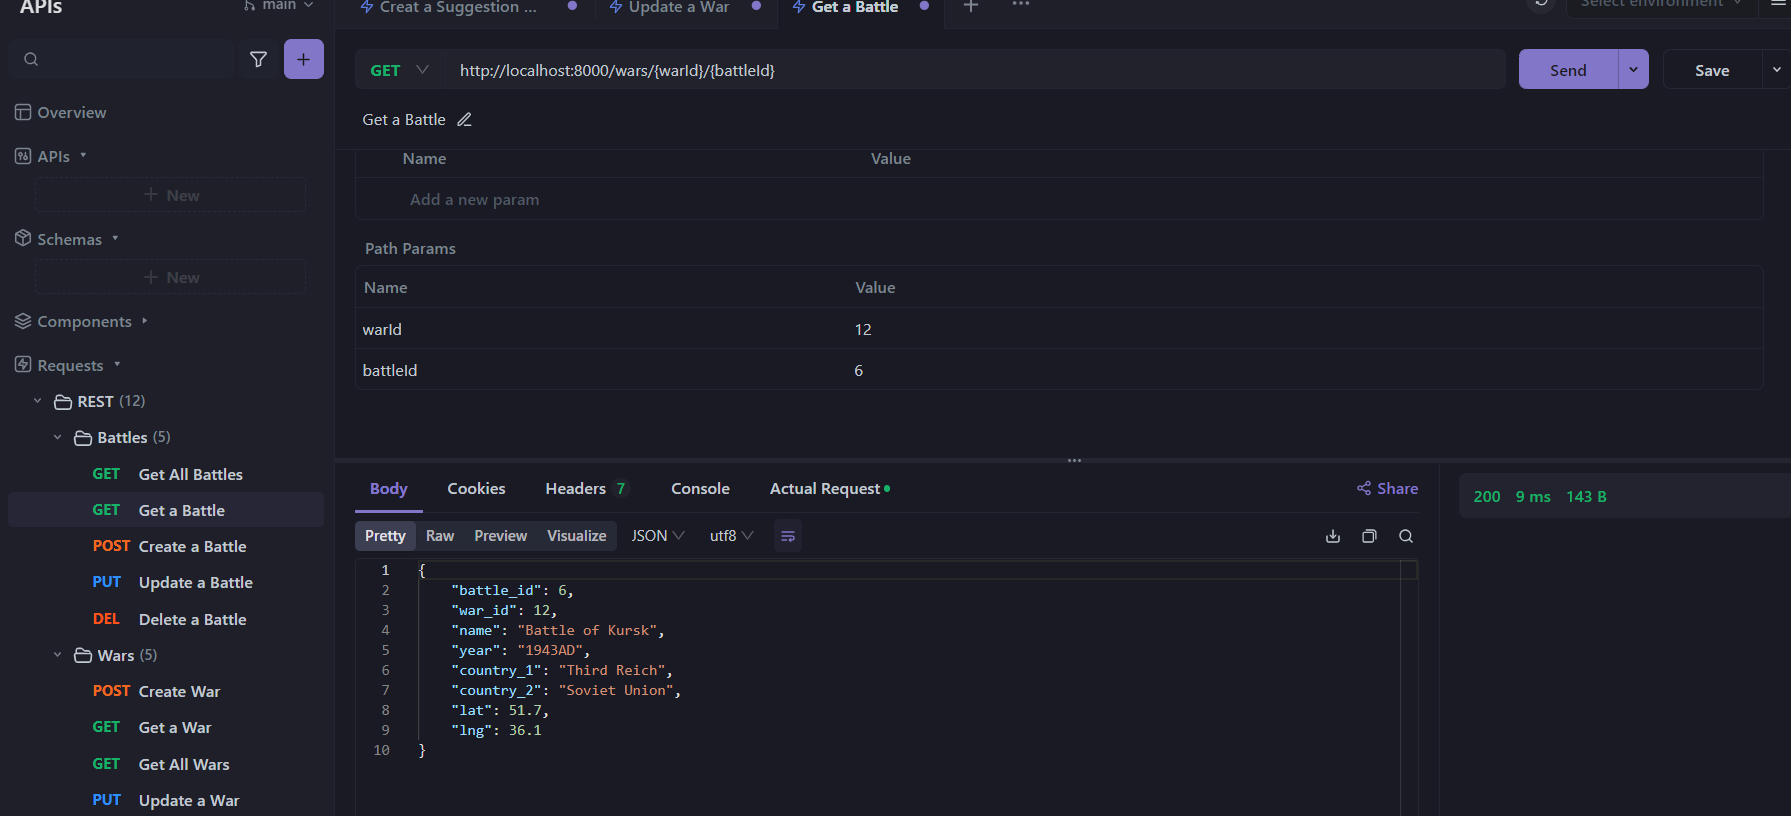 APIs
main
Overview
APIs
New
Schemas
New
Components
Requests
REST (12)
Battles (5)
GET Get All Battles
GET Get a Battle
POST Create a Battle
PUT Update a Battle
DEL Delete a Battle
Wars (5)
POST Create War
GET Get a War
GET Get All Wars
PUT Update a War
Creat a Suggestion ...
Update a War
Get a Battle
Select environment
GET http://localhost:8000/wars/{warId}/{battleId}
Send
Save
Get a Battle
Name Value
Add a new param
Path Params
Name Value
warId 12
battleId 6
Body Cookies Headers 7 Console Actual Request
Share
200 9 ms 143 B
Pretty Raw Preview Visualize JSON utf8
1 {
2 "battle_id": 6,
3 "war_id": 12,
4 "name": "Battle of Kursk",
5 "year": "1943AD",
6 "country_1": "Third Reich",
7 "country_2": "Soviet Union",
8 "lat": 51.7,
9 "lng": 36.1
10 }